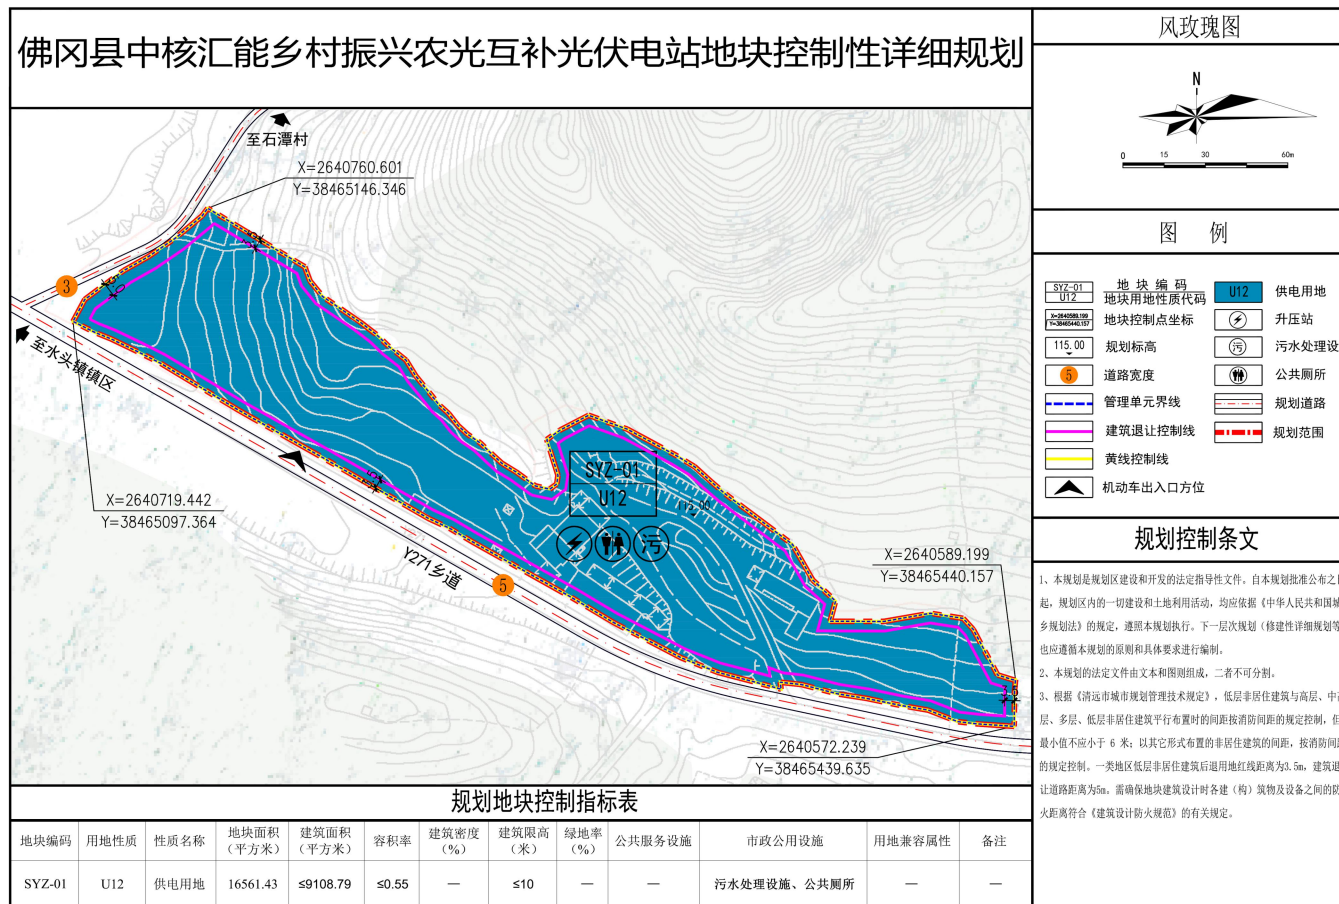 佛冈县中核汇能乡村振兴农光互补光伏电站地块控制性详细规划
至石潭村
X=2640760.601
Y=38465146.346
3
至水头镇镇区
X=2640719.442
Y=38465097.364
SYZ-01
U12
112.00
污
Y271乡道
5
X=2640589.199
Y=38465440.157
X=2640572.239
Y=38465439.635
风玫瑰图
N
0 15 30 60m
图 例
SYZ-01
U12
地块编码
地块用地性质代码
U12
供电用地
X=2640589.199
Y=38465440.157
地块控制点坐标
升压站
115.00
规划标高
污
污水处理设
5
道路宽度
公共厕所
管理单元界线
规划道路
建筑退让控制线
规划范围
黄线控制线
机动车出入口方位
规划控制条文
1、本规划是规划区建设和开发的法定指导性文件。自本规划批准公布之日
起，规划区内的一切建设和土地利用活动，均应依据《中华人民共和国城
乡规划法》的规定，遵照本规划执行。下一层次规划（修建性详细规划等
也应遵循本规划的原则和具体要求进行编制。
2、本规划的法定文件由文本和图则组成，二者不可分割。
3、根据《清远市城市规划管理技术规定》，低层非居住建筑与高层、中高
层、多层、低层非居住建筑平行布置时的间距按消防间距的规定控制，但
最小值不应小于 6 米；以其它形式布置的非居住建筑的间距，按消防间距
的规定控制。一类地区低层非居住建筑后退用地红线距离为3.5m，建筑退
让道路距离为5m。需确保地块建筑设计时各建（构）筑物及设备之间的防
火距离符合《建筑设计防火规范》的有关规定。
规划地块控制指标表
地块编码 用地性质 性质名称 地块面积（平方米） 建筑面积（平方米） 容积率 建筑密度（%） 建筑限高（米） 绿地率（%） 公共服务设施 市政公用设施 用地兼容属性 备注
SYZ-01 U12 供电用地 16561.43 ≤9108.79 ≤0.55 — ≤10 — — 污水处理设施、公共厕所 — —